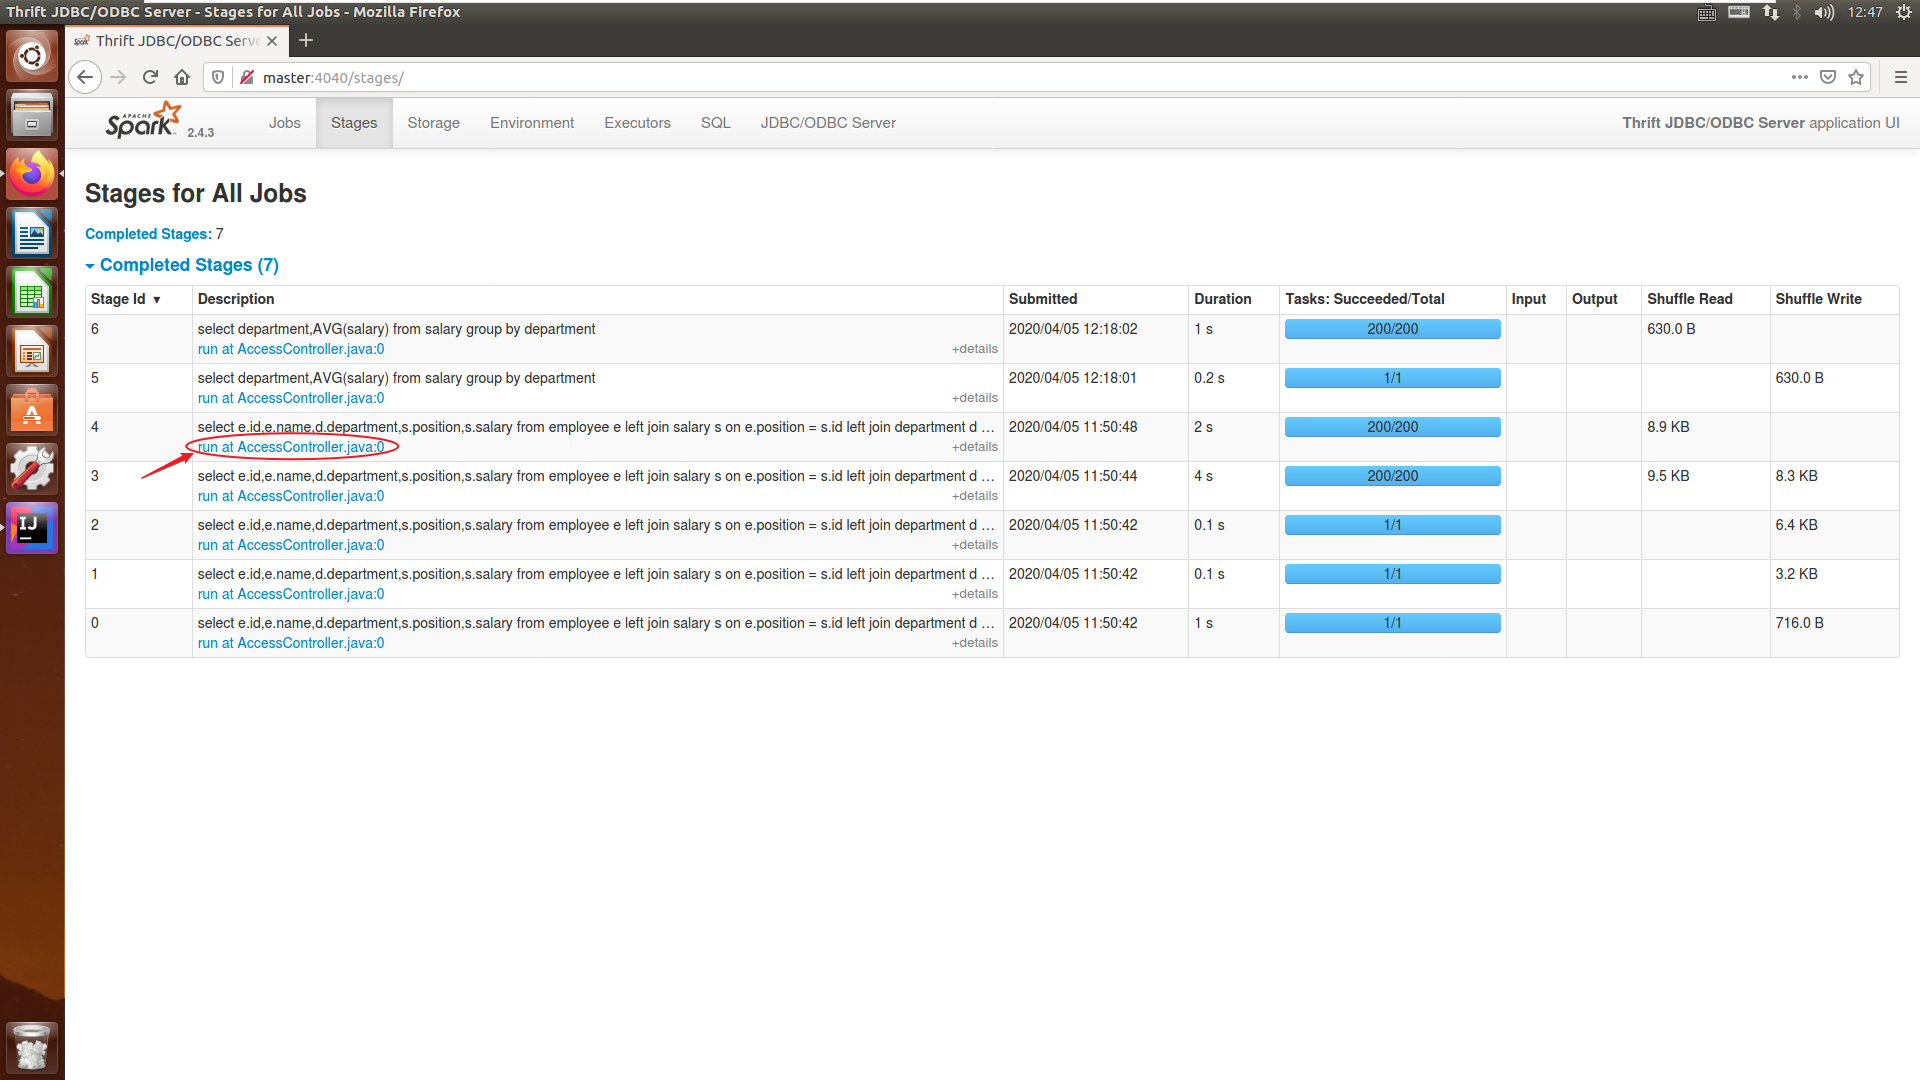 Thrift JDBC/ODBC Server - Stages for All Jobs - Mozilla Firefox
12:47
Thrift JDBC/ODBC Serve
master:4040/stages/
APACHE Spark 2.4.3
Jobs
Stages
Storage
Environment
Executors
SQL
JDBC/ODBC Server
Thrift JDBC/ODBC Server application UI
Stages for All Jobs
Completed Stages: 7
Completed Stages (7)
Stage Id ▼ Description Submitted Duration Tasks: Succeeded/Total Input Output Shuffle Read Shuffle Write
6 select department,AVG(salary) from salary group by department 2020/04/05 12:18:02 1 s 200/200 630.0 B
run at AccessController.java:0 +details
5 select department,AVG(salary) from salary group by department 2020/04/05 12:18:01 0.2 s 1/1 630.0 B
run at AccessController.java:0 +details
4 select e.id,e.name,d.department,s.position,s.salary from employee e left join salary s on e.position = s.id left join department d ... 2020/04/05 11:50:48 2 s 200/200 8.9 KB
run at AccessController.java:0 +details
3 select e.id,e.name,d.department,s.position,s.salary from employee e left join salary s on e.position = s.id left join department d ... 2020/04/05 11:50:44 4 s 200/200 9.5 KB 8.3 KB
run at AccessController.java:0 +details
2 select e.id,e.name,d.department,s.position,s.salary from employee e left join salary s on e.position = s.id left join department d ... 2020/04/05 11:50:42 0.1 s 1/1 6.4 KB
run at AccessController.java:0 +details
1 select e.id,e.name,d.department,s.position,s.salary from employee e left join salary s on e.position = s.id left join department d ... 2020/04/05 11:50:42 0.1 s 1/1 3.2 KB
run at AccessController.java:0 +details
0 select e.id,e.name,d.department,s.position,s.salary from employee e left join salary s on e.position = s.id left join department d ... 2020/04/05 11:50:42 1 s 1/1 716.0 B
run at AccessController.java:0 +details
IJ